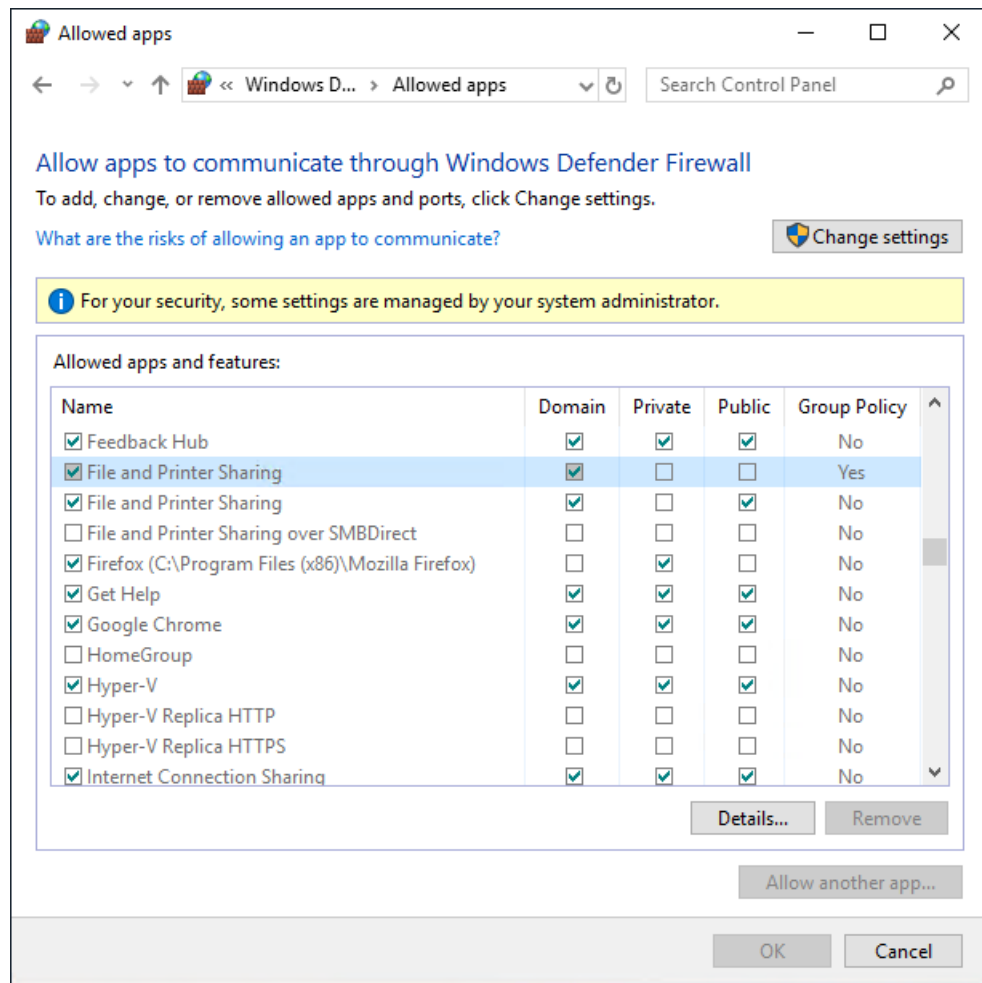 Allowed apps
« Windows D... › Allowed apps
Search Control Panel
Allow apps to communicate through Windows Defender Firewall
To add, change, or remove allowed apps and ports, click Change settings.
What are the risks of allowing an app to communicate?
Change settings
For your security, some settings are managed by your system administrator.
Allowed apps and features:
Name Domain Private Public Group Policy
Feedback Hub No
File and Printer Sharing Yes
File and Printer Sharing No
File and Printer Sharing over SMBDirect No
Firefox (C:\Program Files (x86)\Mozilla Firefox) No
Get Help No
Google Chrome No
HomeGroup No
Hyper-V No
Hyper-V Replica HTTP No
Hyper-V Replica HTTPS No
Internet Connection Sharing No
Details... Remove
Allow another app...
OK Cancel